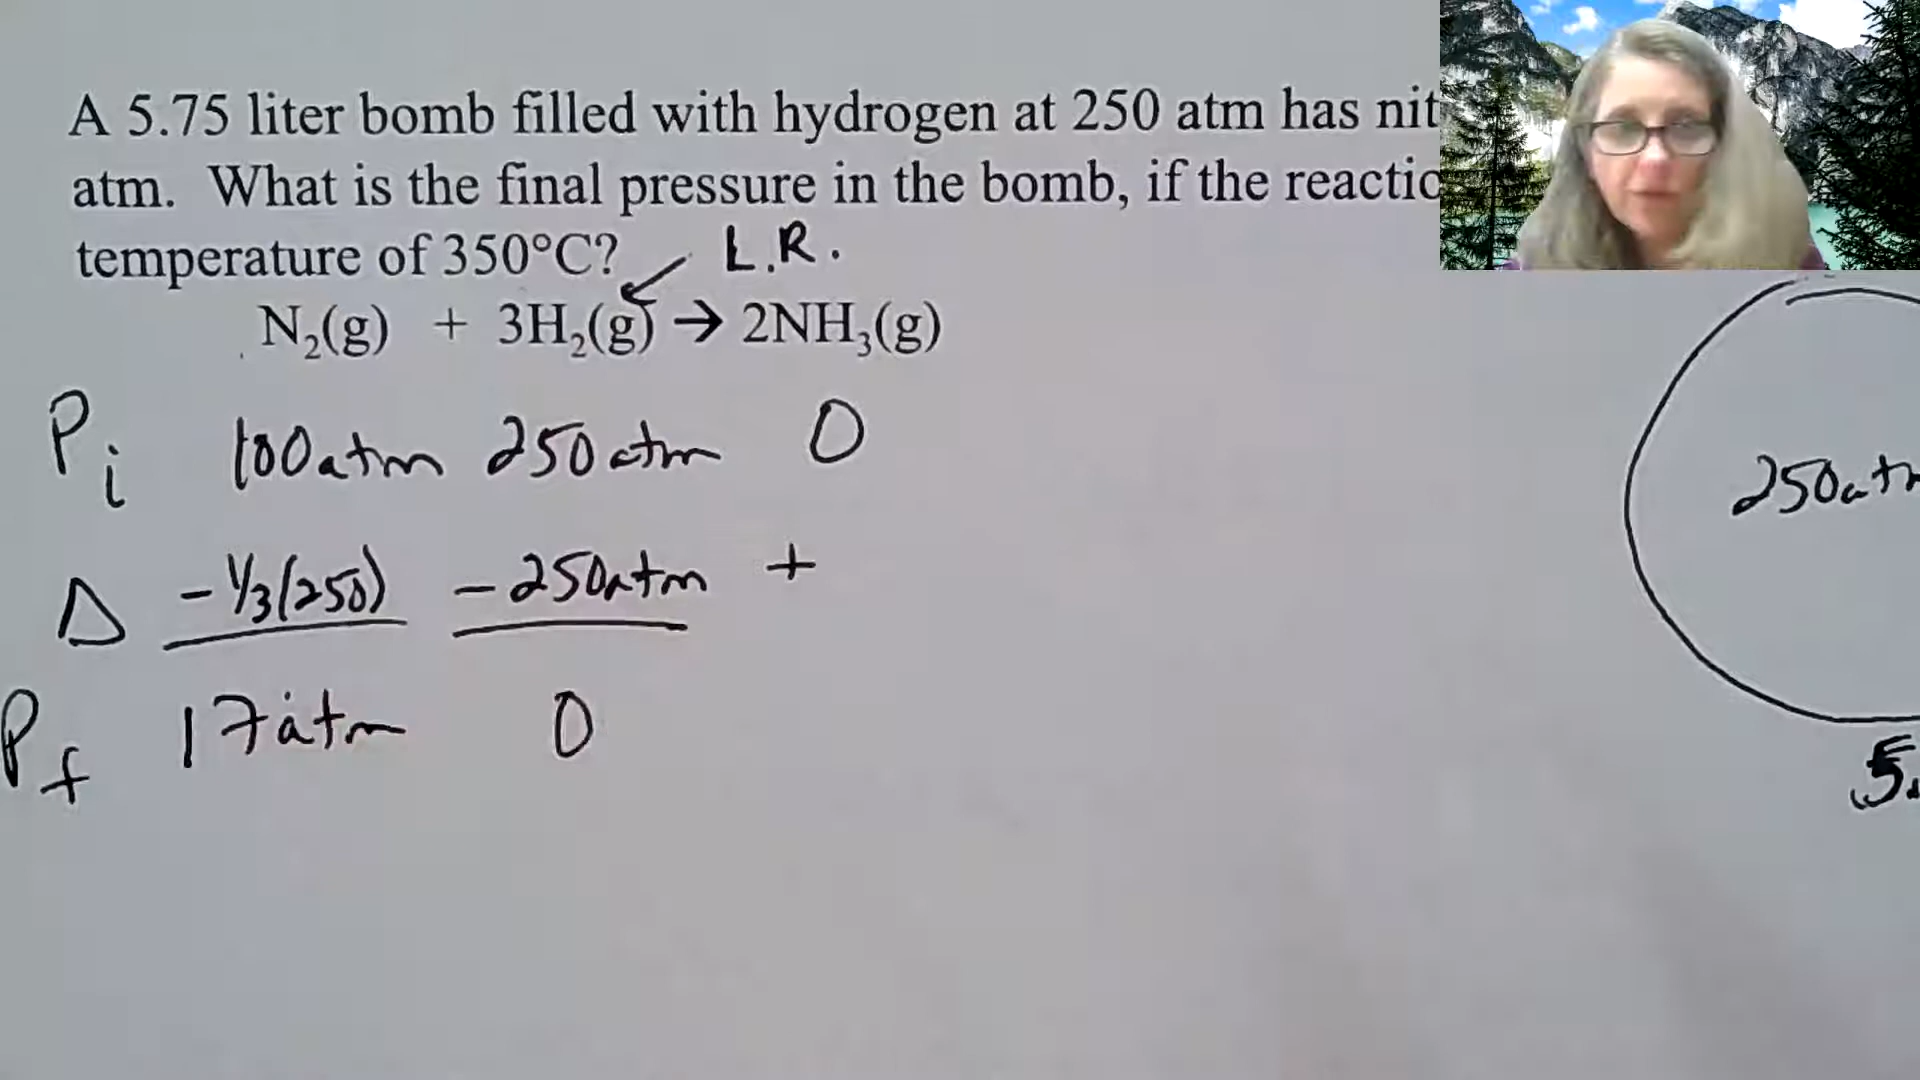 A 5.75 liter bomb filled with hydrogen at 250 atm has nit
atm. What is the final pressure in the bomb, if the reactio
temperature of 350°C? L.R.
N₂(g) + 3H₂(g) → 2NH₃(g)
Pi 100atm 250atm 0
Δ -1/3(250) -250atm +
Pf 17atm 0
250atm
5.